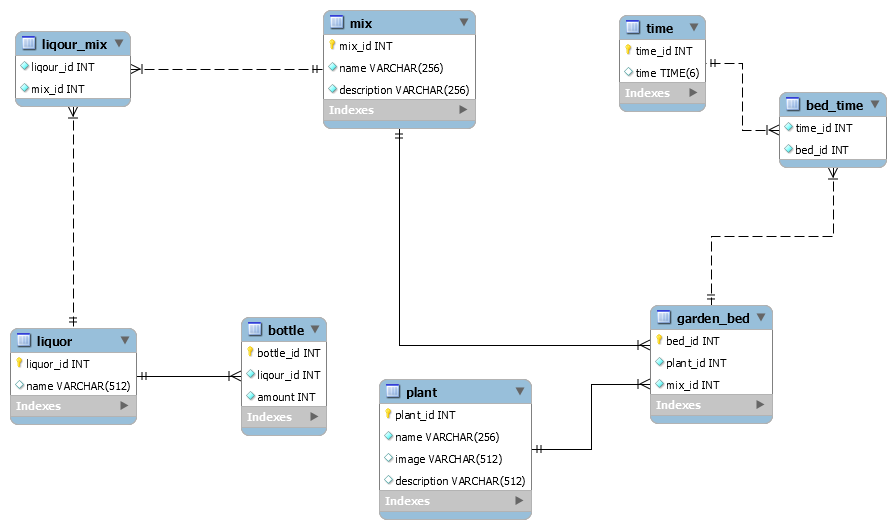 liqour_mix
liqour_id INT
mix_id INT
mix
mix_id INT
name VARCHAR(256)
description VARCHAR(256)
Indexes
time
time_id INT
time TIME(6)
Indexes
bed_time
time_id INT
bed_id INT
liquor
liquor_id INT
name VARCHAR(512)
Indexes
bottle
bottle_id INT
liqour_id INT
amount INT
Indexes
plant
plant_id INT
name VARCHAR(256)
image VARCHAR(512)
description VARCHAR(512)
Indexes
garden_bed
bed_id INT
plant_id INT
mix_id INT
Indexes